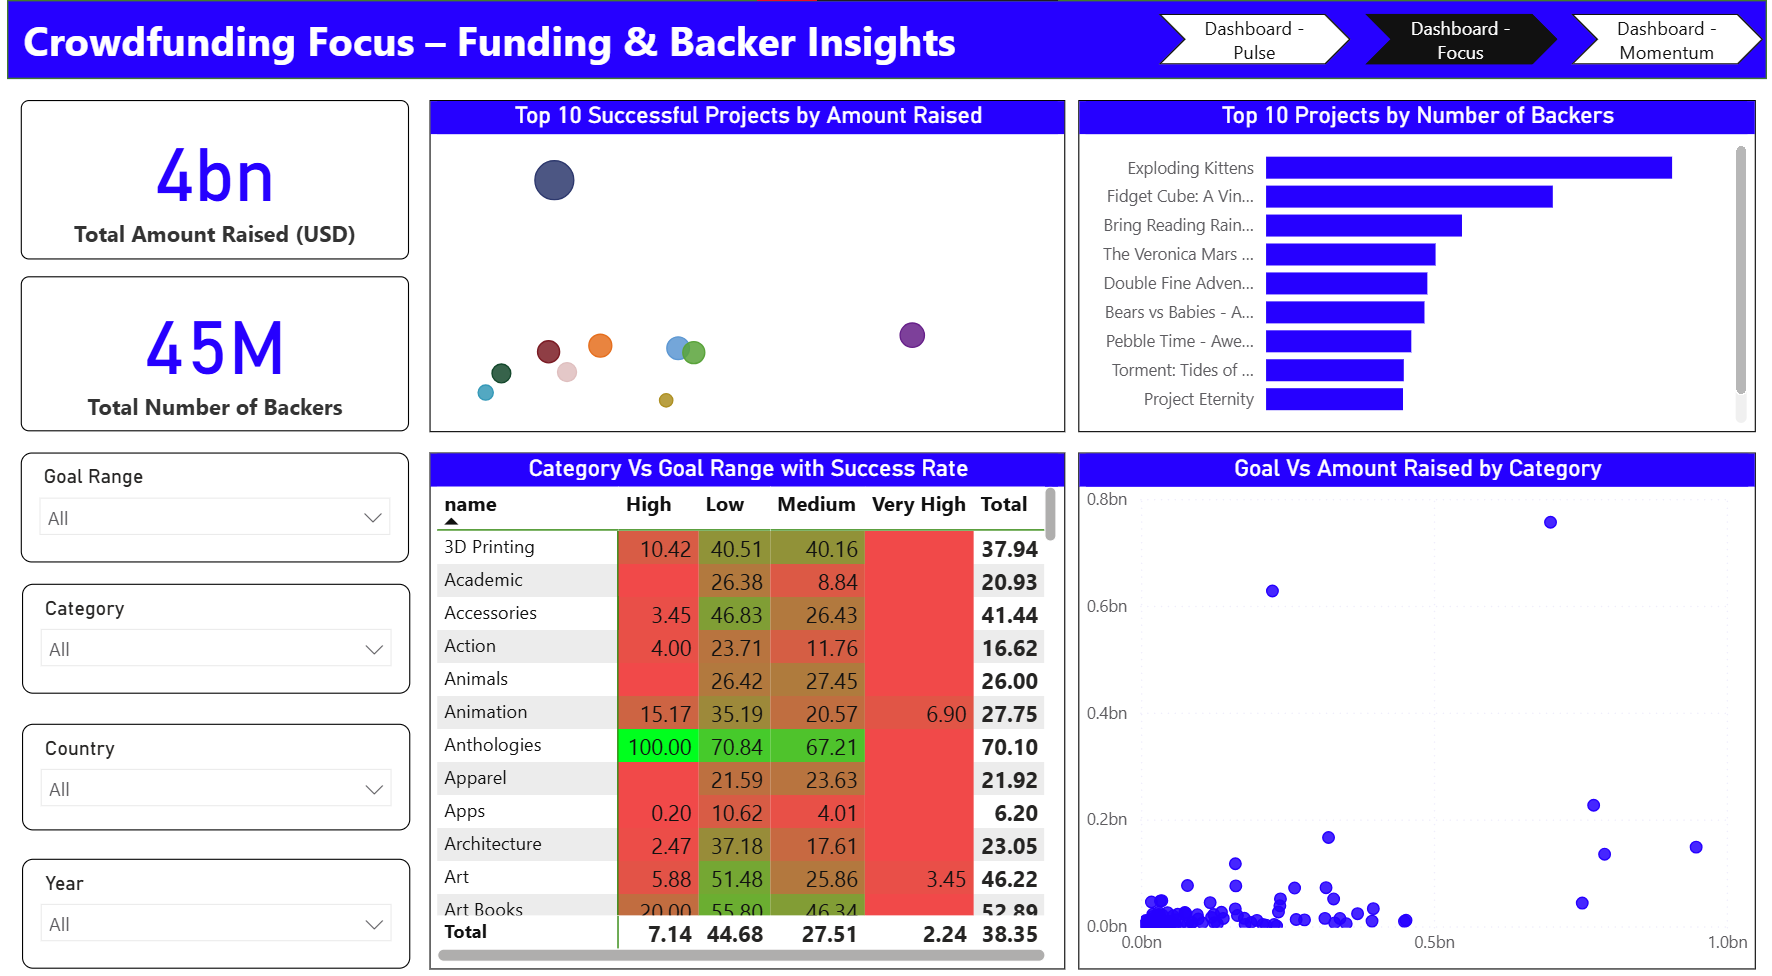 Crowdfunding Focus – Funding & Backer Insights
Dashboard -
Pulse
Dashboard -
Focus
Dashboard -
Momentum
4bn
Total Amount Raised (USD)
45M
Total Number of Backers
Goal Range
All
Category
All
Country
All
Year
All
Top 10 Successful Projects by Amount Raised
Top 10 Projects by Number of Backers
Exploding Kittens
Fidget Cube: A Vin...
Bring Reading Rain...
The Veronica Mars ...
Double Fine Adven...
Bears vs Babies - A...
Pebble Time - Awe...
Torment: Tides of ...
Project Eternity
Category Vs Goal Range with Success Rate
name High Low Medium Very High Total
3D Printing 10.42 40.51 40.16 37.94
Academic 26.38 8.84 20.93
Accessories 3.45 46.83 26.43 41.44
Action 4.00 23.71 11.76 16.62
Animals 26.42 27.45 26.00
Animation 15.17 35.19 20.57 6.90 27.75
Anthologies 100.00 70.84 67.21 70.10
Apparel 21.59 23.63 21.92
Apps 0.20 10.62 4.01 6.20
Architecture 2.47 37.18 17.61 23.05
Art 5.88 51.48 25.86 3.45 46.22
Art Books 20.00 55.80 46.34 52.89
Total 7.14 44.68 27.51 2.24 38.35
Goal Vs Amount Raised by Category
0.8bn
0.6bn
0.4bn
0.2bn
0.0bn
0.0bn 0.5bn 1.0bn